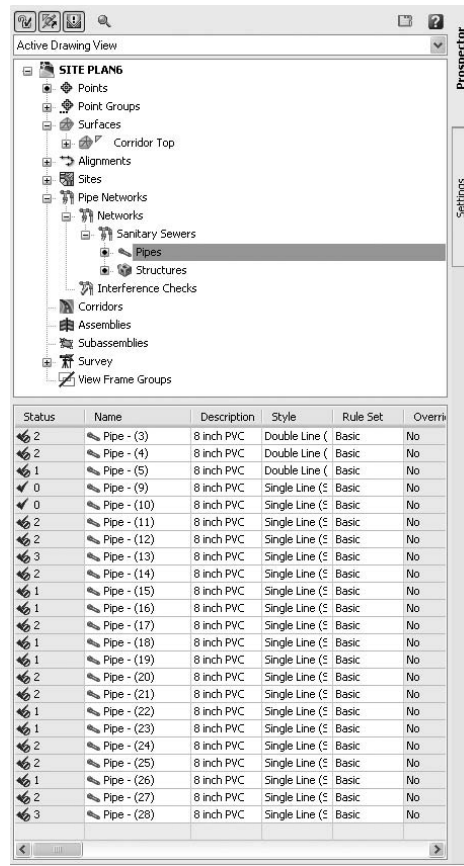 Active Drawing View
Prospector
Settings
SITE PLAN6
Points
Point Groups
Surfaces
Corridor Top
Alignments
Sites
Pipe Networks
Networks
Sanitary Sewers
Pipes
Structures
Interference Checks
Corridors
Assemblies
Subassemblies
Survey
View Frame Groups
Status Name Description Style Rule Set Overri
2 Pipe - (3) 8 inch PVC Double Line ( Basic No
2 Pipe - (4) 8 inch PVC Double Line ( Basic No
1 Pipe - (5) 8 inch PVC Double Line ( Basic No
0 Pipe - (9) 8 inch PVC Single Line (S Basic No
0 Pipe - (10) 8 inch PVC Single Line (S Basic No
2 Pipe - (11) 8 inch PVC Single Line (S Basic No
2 Pipe - (12) 8 inch PVC Single Line (S Basic No
3 Pipe - (13) 8 inch PVC Single Line (S Basic No
2 Pipe - (14) 8 inch PVC Single Line (S Basic No
1 Pipe - (15) 8 inch PVC Single Line (S Basic No
1 Pipe - (16) 8 inch PVC Single Line (S Basic No
2 Pipe - (17) 8 inch PVC Single Line (S Basic No
1 Pipe - (18) 8 inch PVC Single Line (S Basic No
1 Pipe - (19) 8 inch PVC Single Line (S Basic No
2 Pipe - (20) 8 inch PVC Single Line (S Basic No
2 Pipe - (21) 8 inch PVC Single Line (S Basic No
1 Pipe - (22) 8 inch PVC Single Line (S Basic No
1 Pipe - (23) 8 inch PVC Single Line (S Basic No
2 Pipe - (24) 8 inch PVC Single Line (S Basic No
2 Pipe - (25) 8 inch PVC Single Line (S Basic No
1 Pipe - (26) 8 inch PVC Single Line (S Basic No
2 Pipe - (27) 8 inch PVC Single Line (S Basic No
3 Pipe - (28) 8 inch PVC Single Line (S Basic No